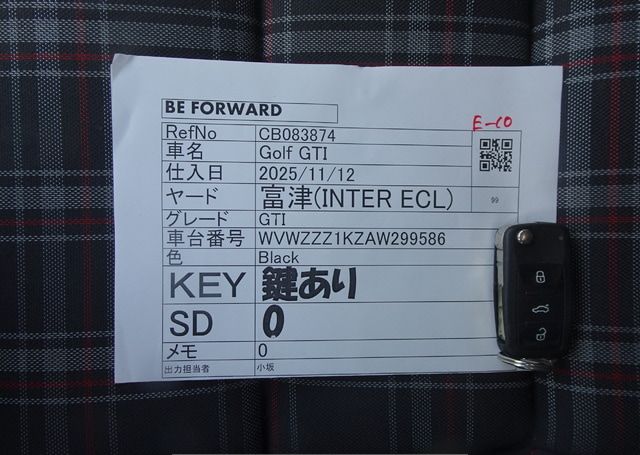 BE FORWARD
E-10
RefNo CB083874
車名 Golf GTI
仕入日 2025/11/12
ヤード 富津(INTER ECL) 99
グレード GTI
車台番号 WVWZZZ1KZAW299586
色 Black
KEY 鍵あり
SD 0
メモ 0
出力担当者 小坂